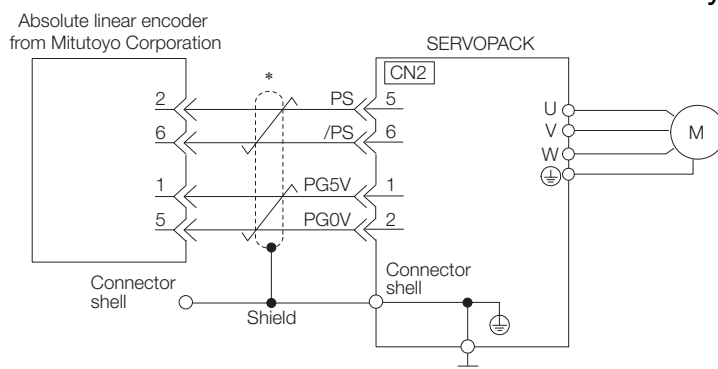 Absolute linear encoder
from Mitutoyo Corporation
SERVOPACK
CN2
*
2 PS 5
6 /PS 6
1 PG5V 1
5 PG0V 2
U
V
W
M
Connector
shell
Shield
Connector
shell